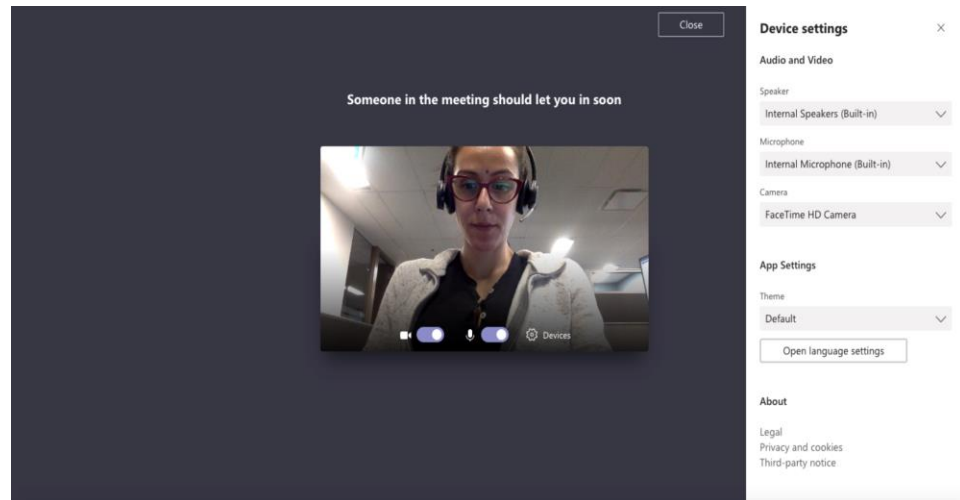 Close
Someone in the meeting should let you in soon
Devices
Device settings
Audio and Video
Speaker
Internal Speakers (Built-in)
Microphone
Internal Microphone (Built-in)
Camera
FaceTime HD Camera
App Settings
Theme
Default
Open language settings
About
Legal
Privacy and cookies
Third-party notice